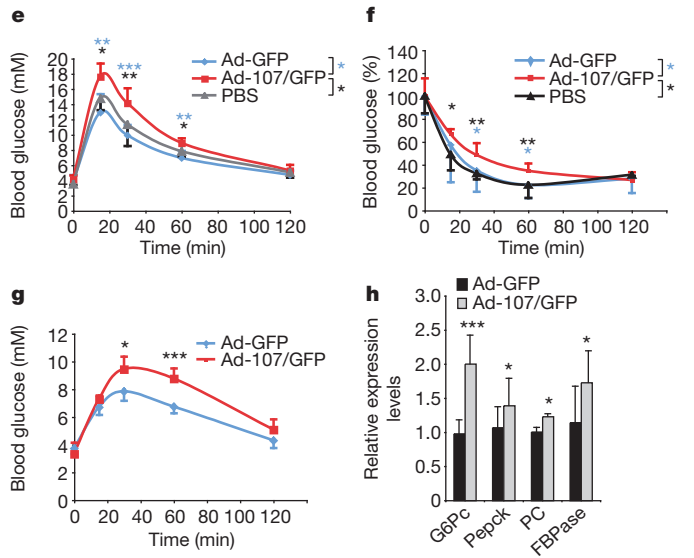 e
Blood glucose (mM)
20
18
16
14
12
10
8
6
4
2
0
** *
*** **
** *
Ad-GFP
Ad-107/GFP
PBS
*
*
0 20 40 60 80 100 120
Time (min)
f
Blood glucose (%)
140
120
100
80
60
40
20
0
*
** *
** *
Ad-GFP
Ad-107/GFP
PBS
*
*
0 20 40 60 80 100 120
Time (min)
g
Blood glucose (mM)
12
10
8
6
4
2
0
*
***
Ad-GFP
Ad-107/GFP
0 20 40 60 80 100 120
Time (min)
h
Relative expression
levels
3.0
2.5
2.0
1.5
1.0
0.5
0
Ad-GFP
Ad-107/GFP
***
*
*
*
G6Pc
Pepck
PC
FBPase